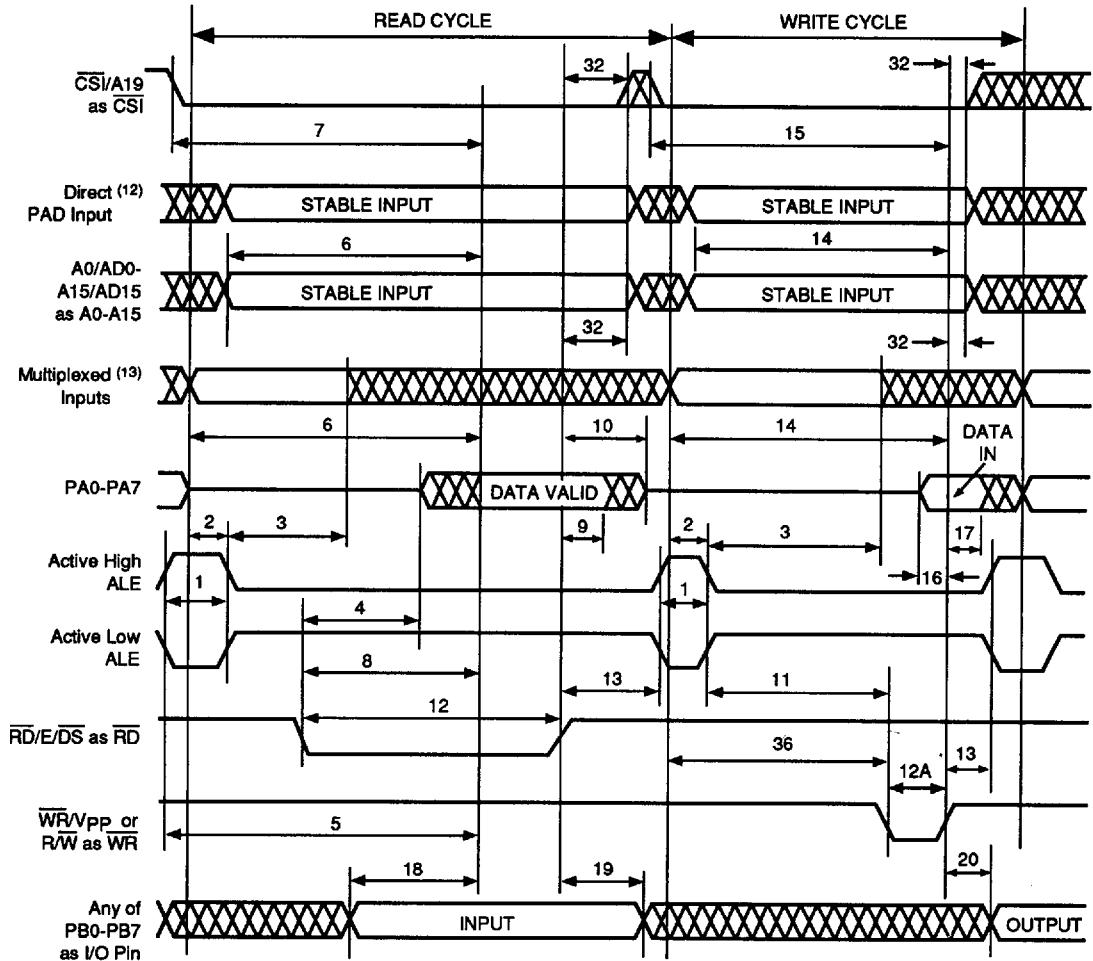 READ CYCLE
WRITE CYCLE
32
32
CSI/A19
as CSI
7
15
Direct (12)
PAD Input
STABLE INPUT
STABLE INPUT
6
14
A0/AD0-
A15/AD15
as A0-A15
STABLE INPUT
STABLE INPUT
32
32
Multiplexed (13)
Inputs
6
10
14
DATA
IN
PA0-PA7
DATA VALID
2
3
9
2
3
17
Active High
ALE
1
1
16
4
Active Low
ALE
8
13
11
12
RD/E/DS as RD
36
12A
13
WR/VPP or
R/W as WR
5
18
19
20
Any of
PB0-PB7
as I/O Pin
INPUT
OUTPUT